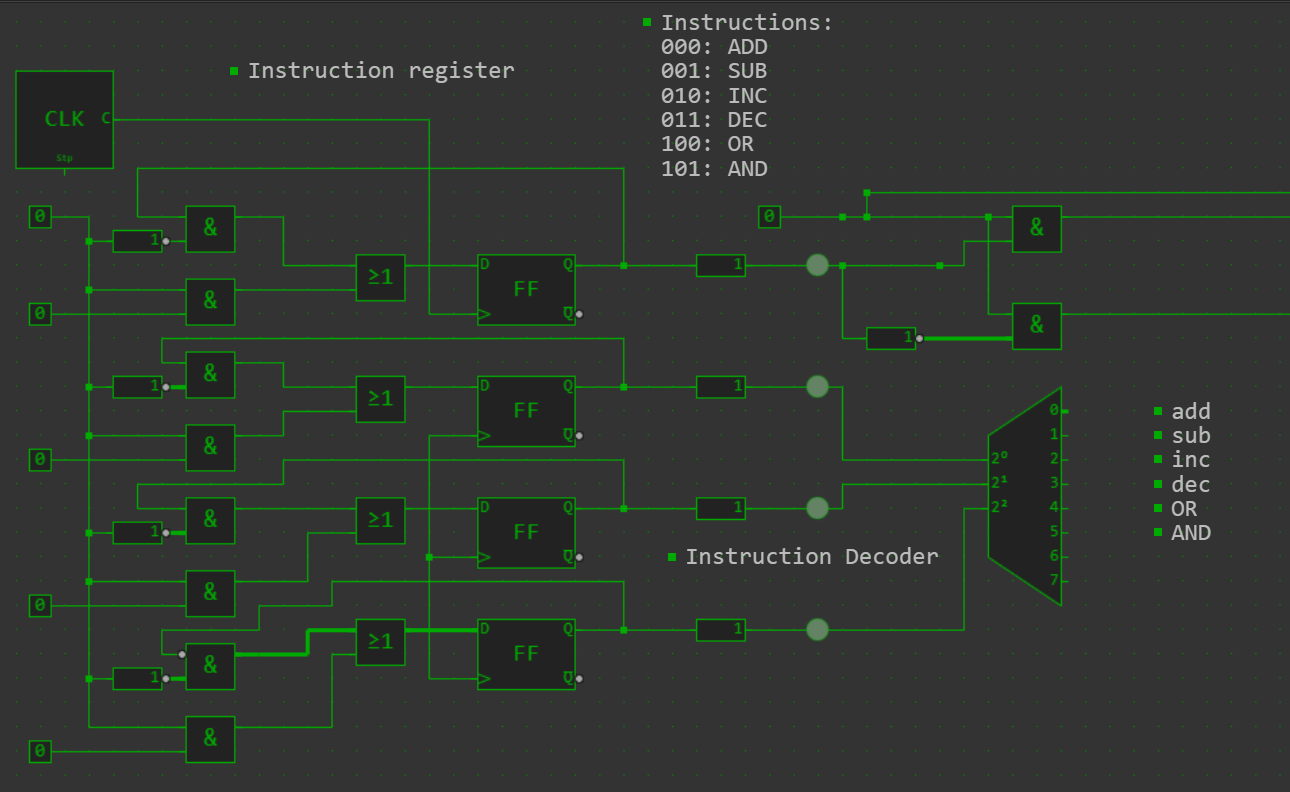 Instructions:
000: ADD
001: SUB
010: INC
011: DEC
100: OR
101: AND
Instruction register
CLK C
Stp
0
&
1
0
&
≥1
D Q
FF
Q̅
1
0
&
1
&
&
1
&
1
0
&
≥1
D Q
FF
Q̅
1
&
1
0
&
≥1
D Q
FF
Q̅
1
&
0
&
1
≥1
D Q
FF
Q̅
1
&
0
2⁰
2¹
2²
0
1
2
3
4
5
6
7
add
sub
inc
dec
OR
AND
Instruction Decoder